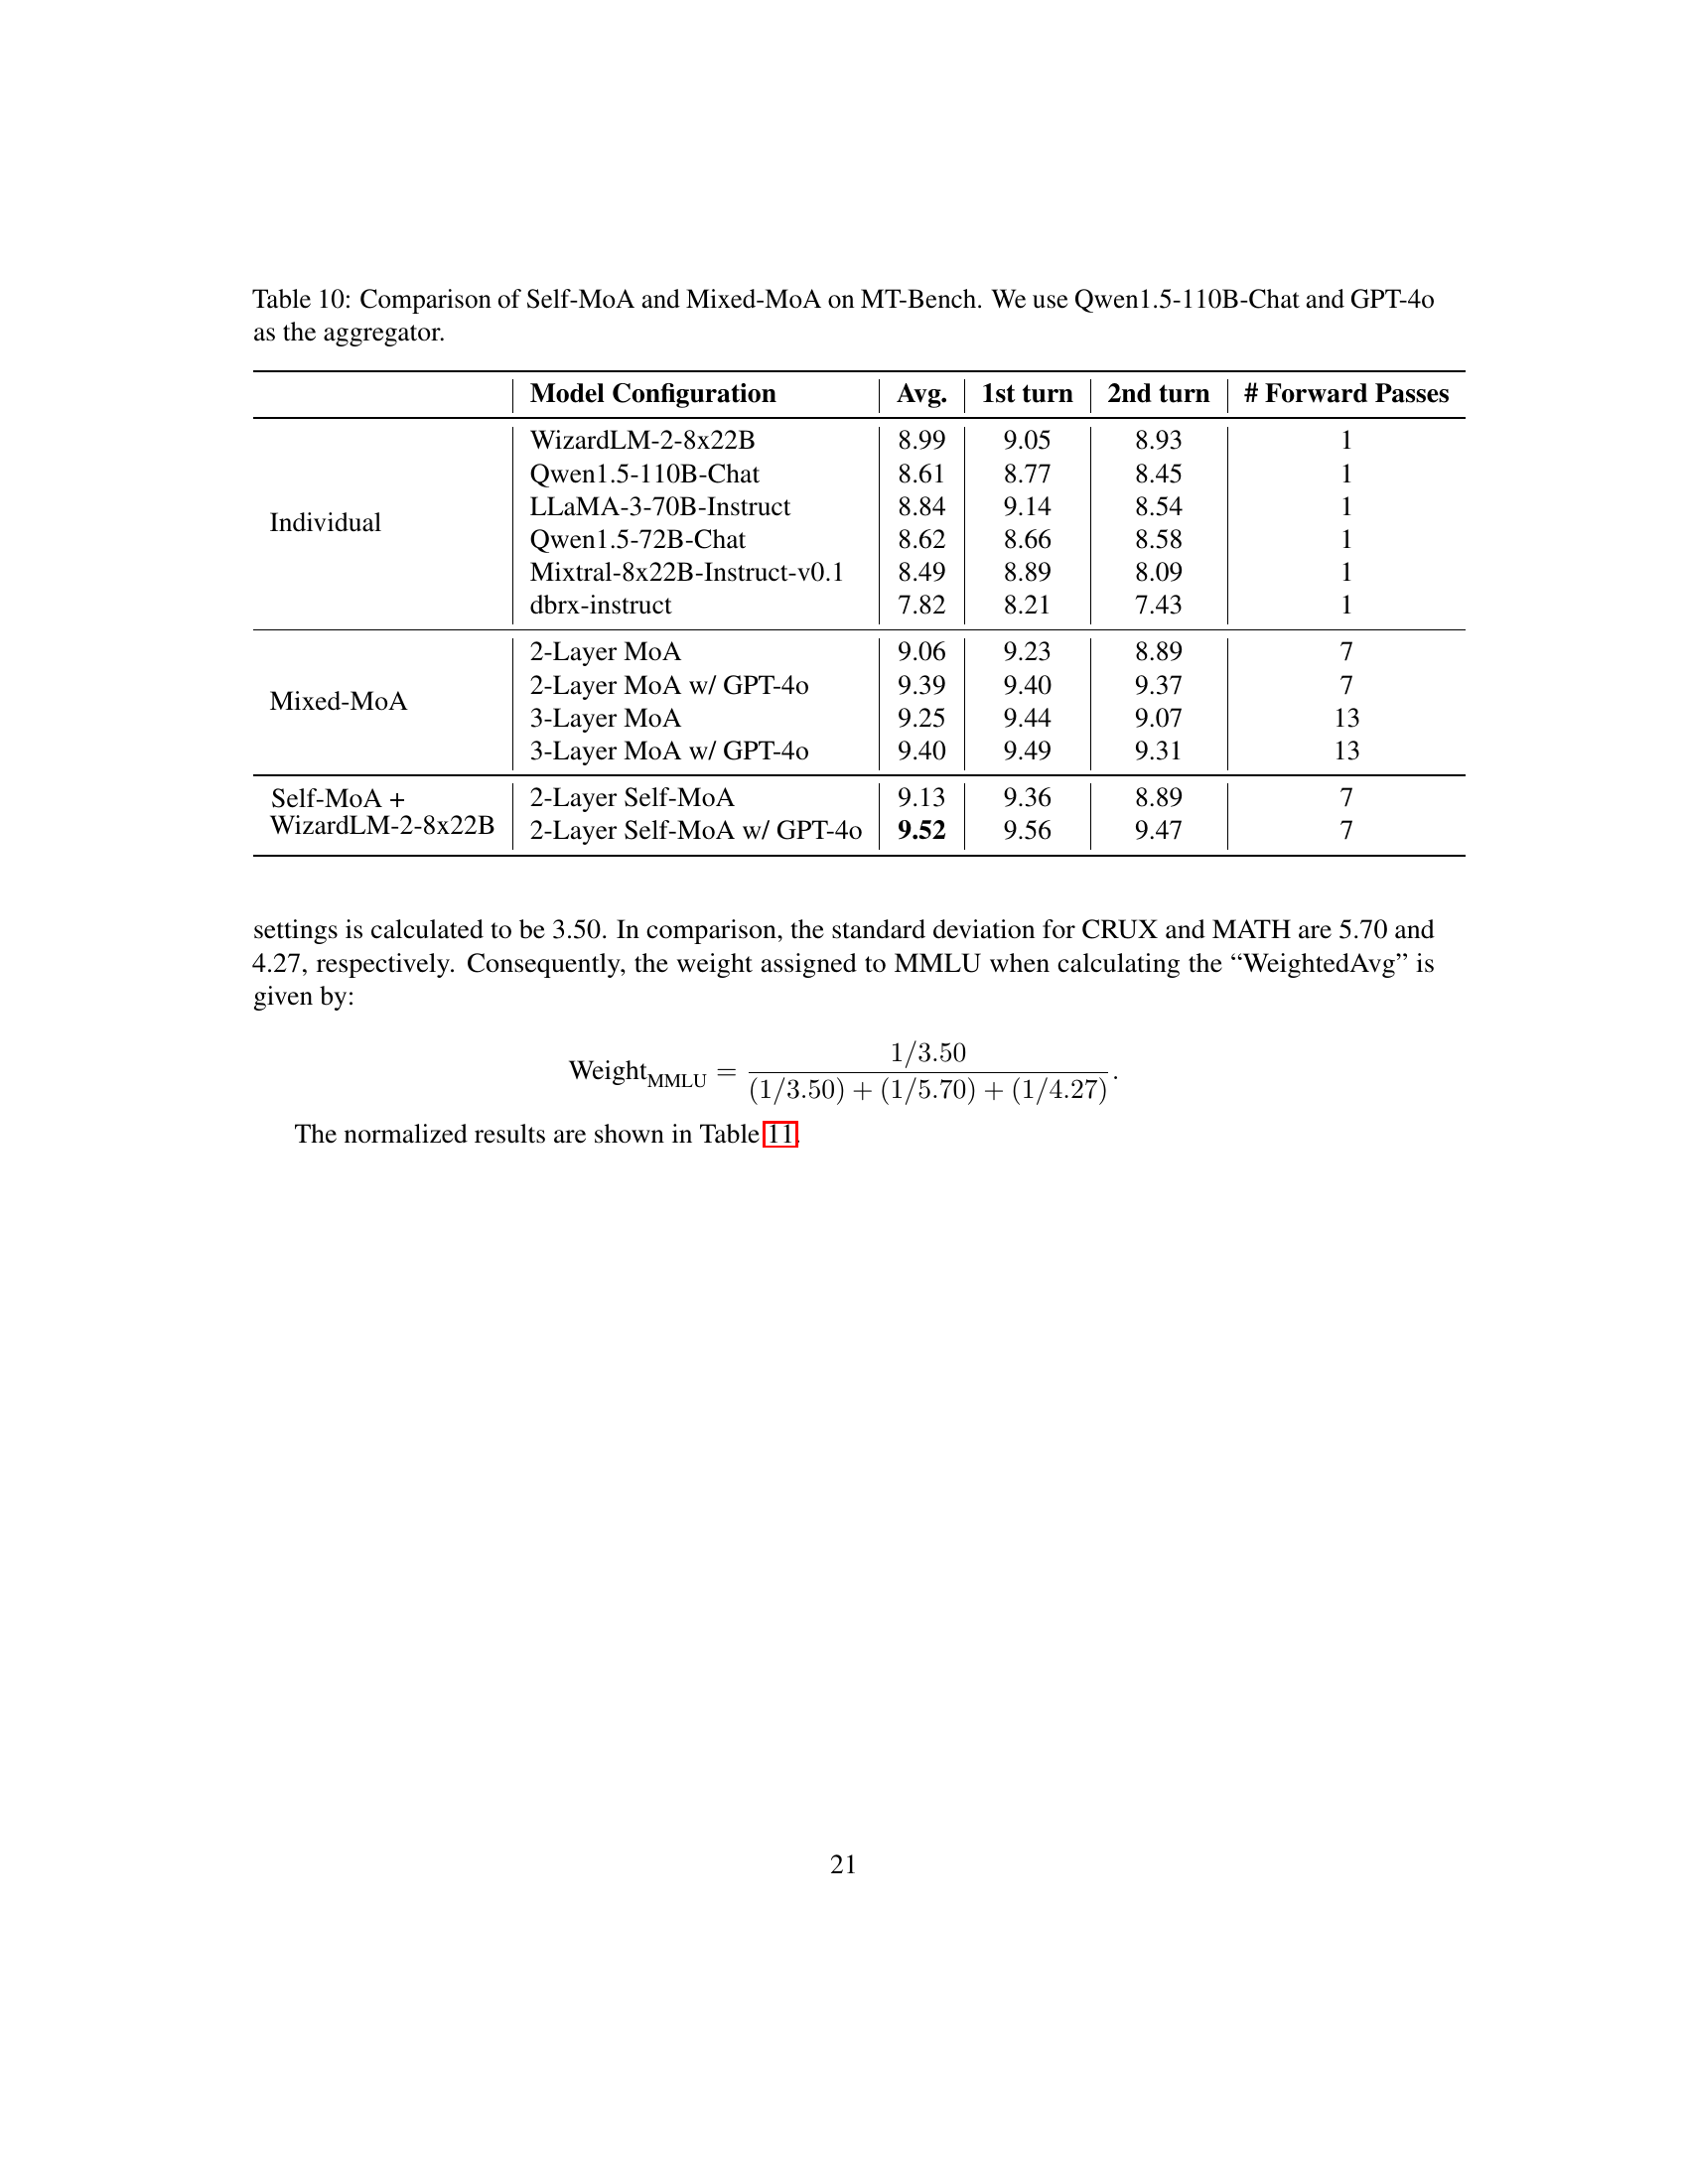 Table 10: Comparison of Self-MoA and Mixed-MoA on MT-Bench. We use Qwen1.5-110B-Chat and GPT-4o
as the aggregator.
Model Configuration Avg. 1st turn 2nd turn # Forward Passes
Individual
WizardLM-2-8x22B 8.99 9.05 8.93 1
Qwen1.5-110B-Chat 8.61 8.77 8.45 1
LLaMA-3-70B-Instruct 8.84 9.14 8.54 1
Qwen1.5-72B-Chat 8.62 8.66 8.58 1
Mixtral-8x22B-Instruct-v0.1 8.49 8.89 8.09 1
dbrx-instruct 7.82 8.21 7.43 1
Mixed-MoA
2-Layer MoA 9.06 9.23 8.89 7
2-Layer MoA w/ GPT-4o 9.39 9.40 9.37 7
3-Layer MoA 9.25 9.44 9.07 13
3-Layer MoA w/ GPT-4o 9.40 9.49 9.31 13
Self-MoA +
WizardLM-2-8x22B
2-Layer Self-MoA 9.13 9.36 8.89 7
2-Layer Self-MoA w/ GPT-4o 9.52 9.56 9.47 7
settings is calculated to be 3.50. In comparison, the standard deviation for CRUX and MATH are 5.70 and
4.27, respectively. Consequently, the weight assigned to MMLU when calculating the “WeightedAvg” is
given by:
1/3.50
Weight_MMLU = ________________ .
(1/3.50) + (1/5.70) + (1/4.27)
The normalized results are shown in Table 11.
21